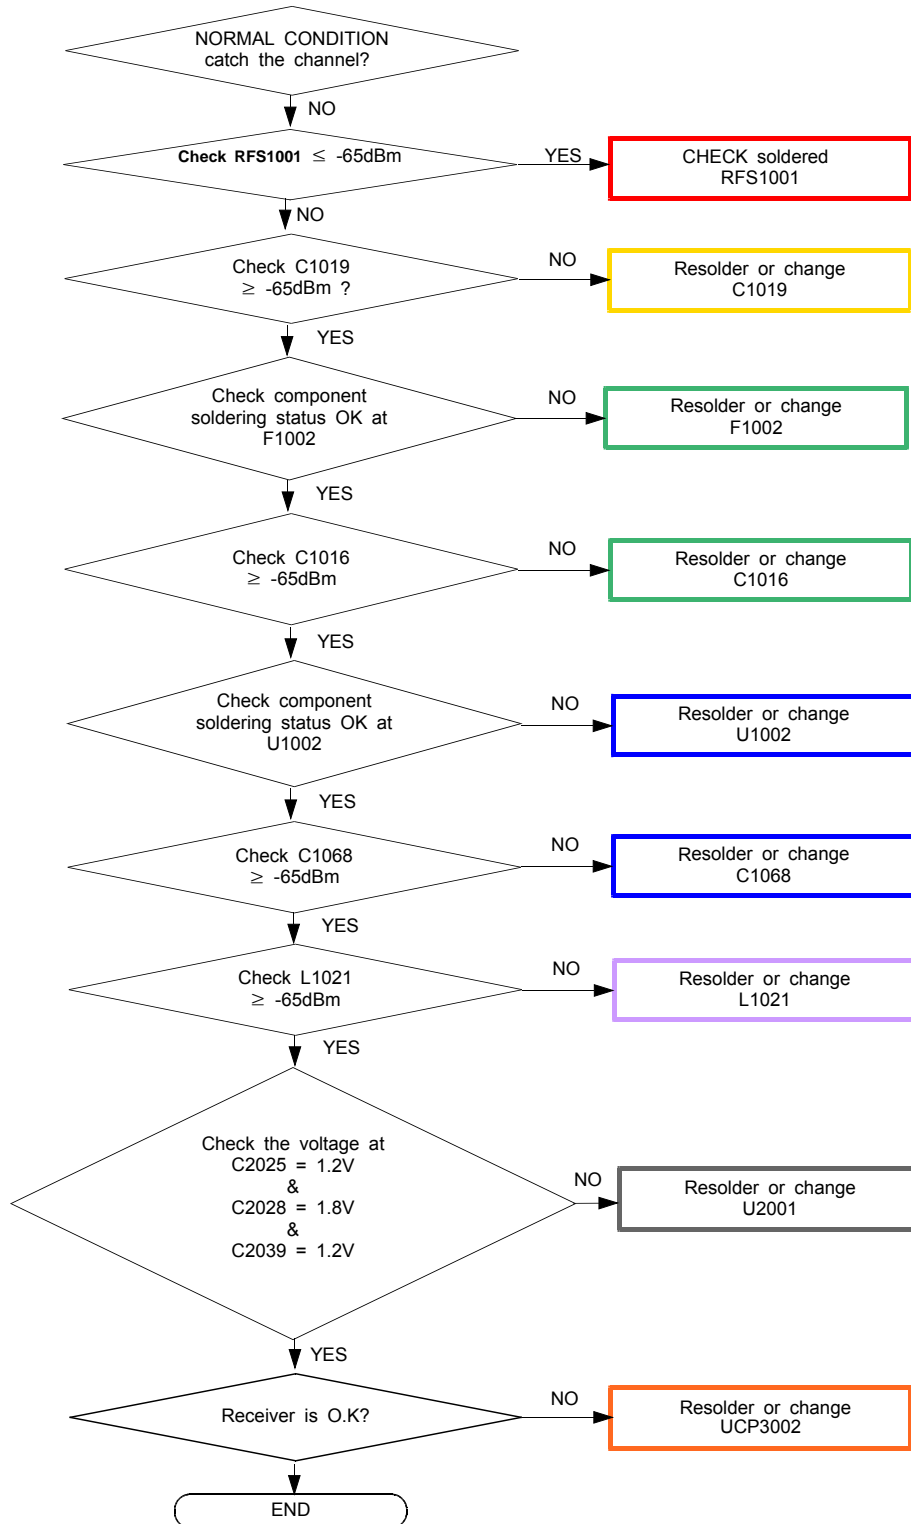 NORMAL CONDITION
catch the channel?
NO
Check RFS1001 ≤ -65dBm
YES
CHECK soldered
RFS1001
NO
Check C1019
≥ -65dBm ?
NO
Resolder or change
C1019
YES
Check component
soldering status OK at
F1002
NO
Resolder or change
F1002
YES
Check C1016
≥ -65dBm
NO
Resolder or change
C1016
YES
Check component
soldering status OK at
U1002
NO
Resolder or change
U1002
YES
Check C1068
≥ -65dBm
NO
Resolder or change
C1068
YES
Check L1021
≥ -65dBm
NO
Resolder or change
L1021
YES
Check the voltage at
C2025 = 1.2V
&
C2028 = 1.8V
&
C2039 = 1.2V
NO
Resolder or change
U2001
YES
Receiver is O.K?
NO
Resolder or change
UCP3002
END